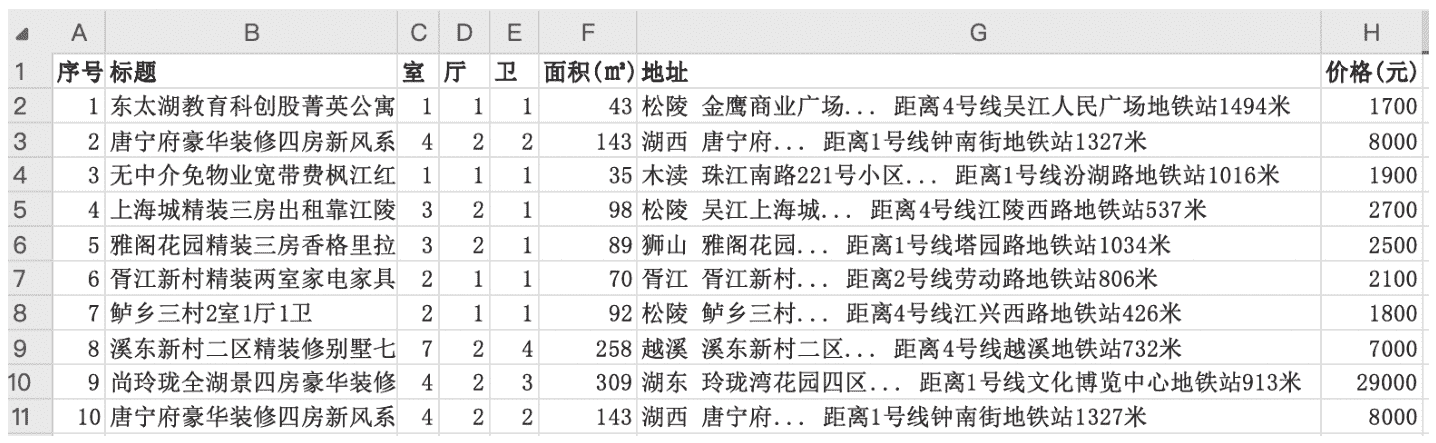 A B C D E F G H
1 序号 标题 室 厅 卫 面积(㎡) 地址 价格(元)
2 1 东太湖教育科创股菁英公寓 1 1 1 43 松陵 金鹰商业广场... 距离4号线吴江人民广场地铁站1494米 1700
3 2 唐宁府豪华装修四房新风系 4 2 2 143 湖西 唐宁府... 距离1号线钟南街地铁站1327米 8000
4 3 无中介免物业宽带费枫江红 1 1 1 35 木渎 珠江南路221号小区... 距离1号线汾湖路地铁站1016米 1900
5 4 上海城精装三房出租靠江陵 3 2 1 98 松陵 吴江上海城... 距离4号线江陵西路地铁站537米 2700
6 5 雅阁花园精装三房香格里拉 3 2 1 89 狮山 雅阁花园... 距离1号线塔园路地铁站1034米 2500
7 6 胥江新村精装两室家电家具 2 1 1 70 胥江 胥江新村... 距离2号线劳动路地铁站806米 2100
8 7 鲈乡三村2室1厅1卫 2 1 1 92 松陵 鲈乡三村... 距离4号线江兴西路地铁站426米 1800
9 8 溪东新村二区精装修别墅七 7 2 4 258 越溪 溪东新村二区... 距离4号线越溪地铁站732米 7000
10 9 尚玲珑全湖景四房豪华装修 4 2 3 309 湖东 玲珑湾花园四区... 距离1号线文化博览中心地铁站913米 29000
11 10 唐宁府豪华装修四房新风系 4 2 2 143 湖西 唐宁府... 距离1号线钟南街地铁站1327米 8000